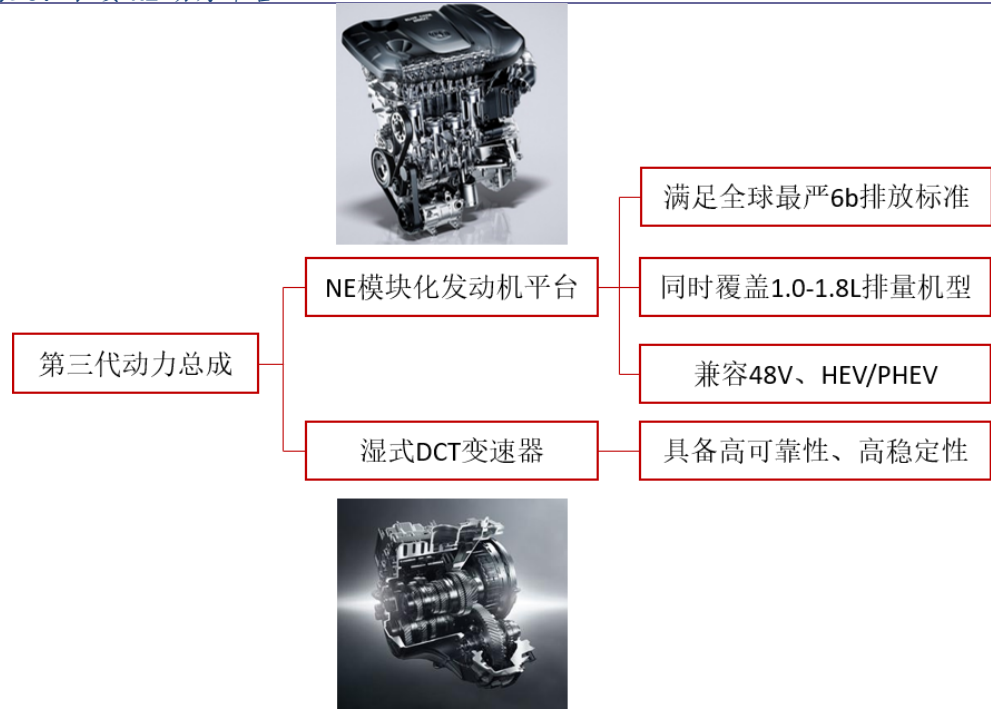 满足全球最严6b排放标准
NE模块化发动机平台
同时覆盖1.0-1.8L排量机型
第三代动力总成
兼容48V、HEV/PHEV
湿式DCT变速器
具备高可靠性、高稳定性